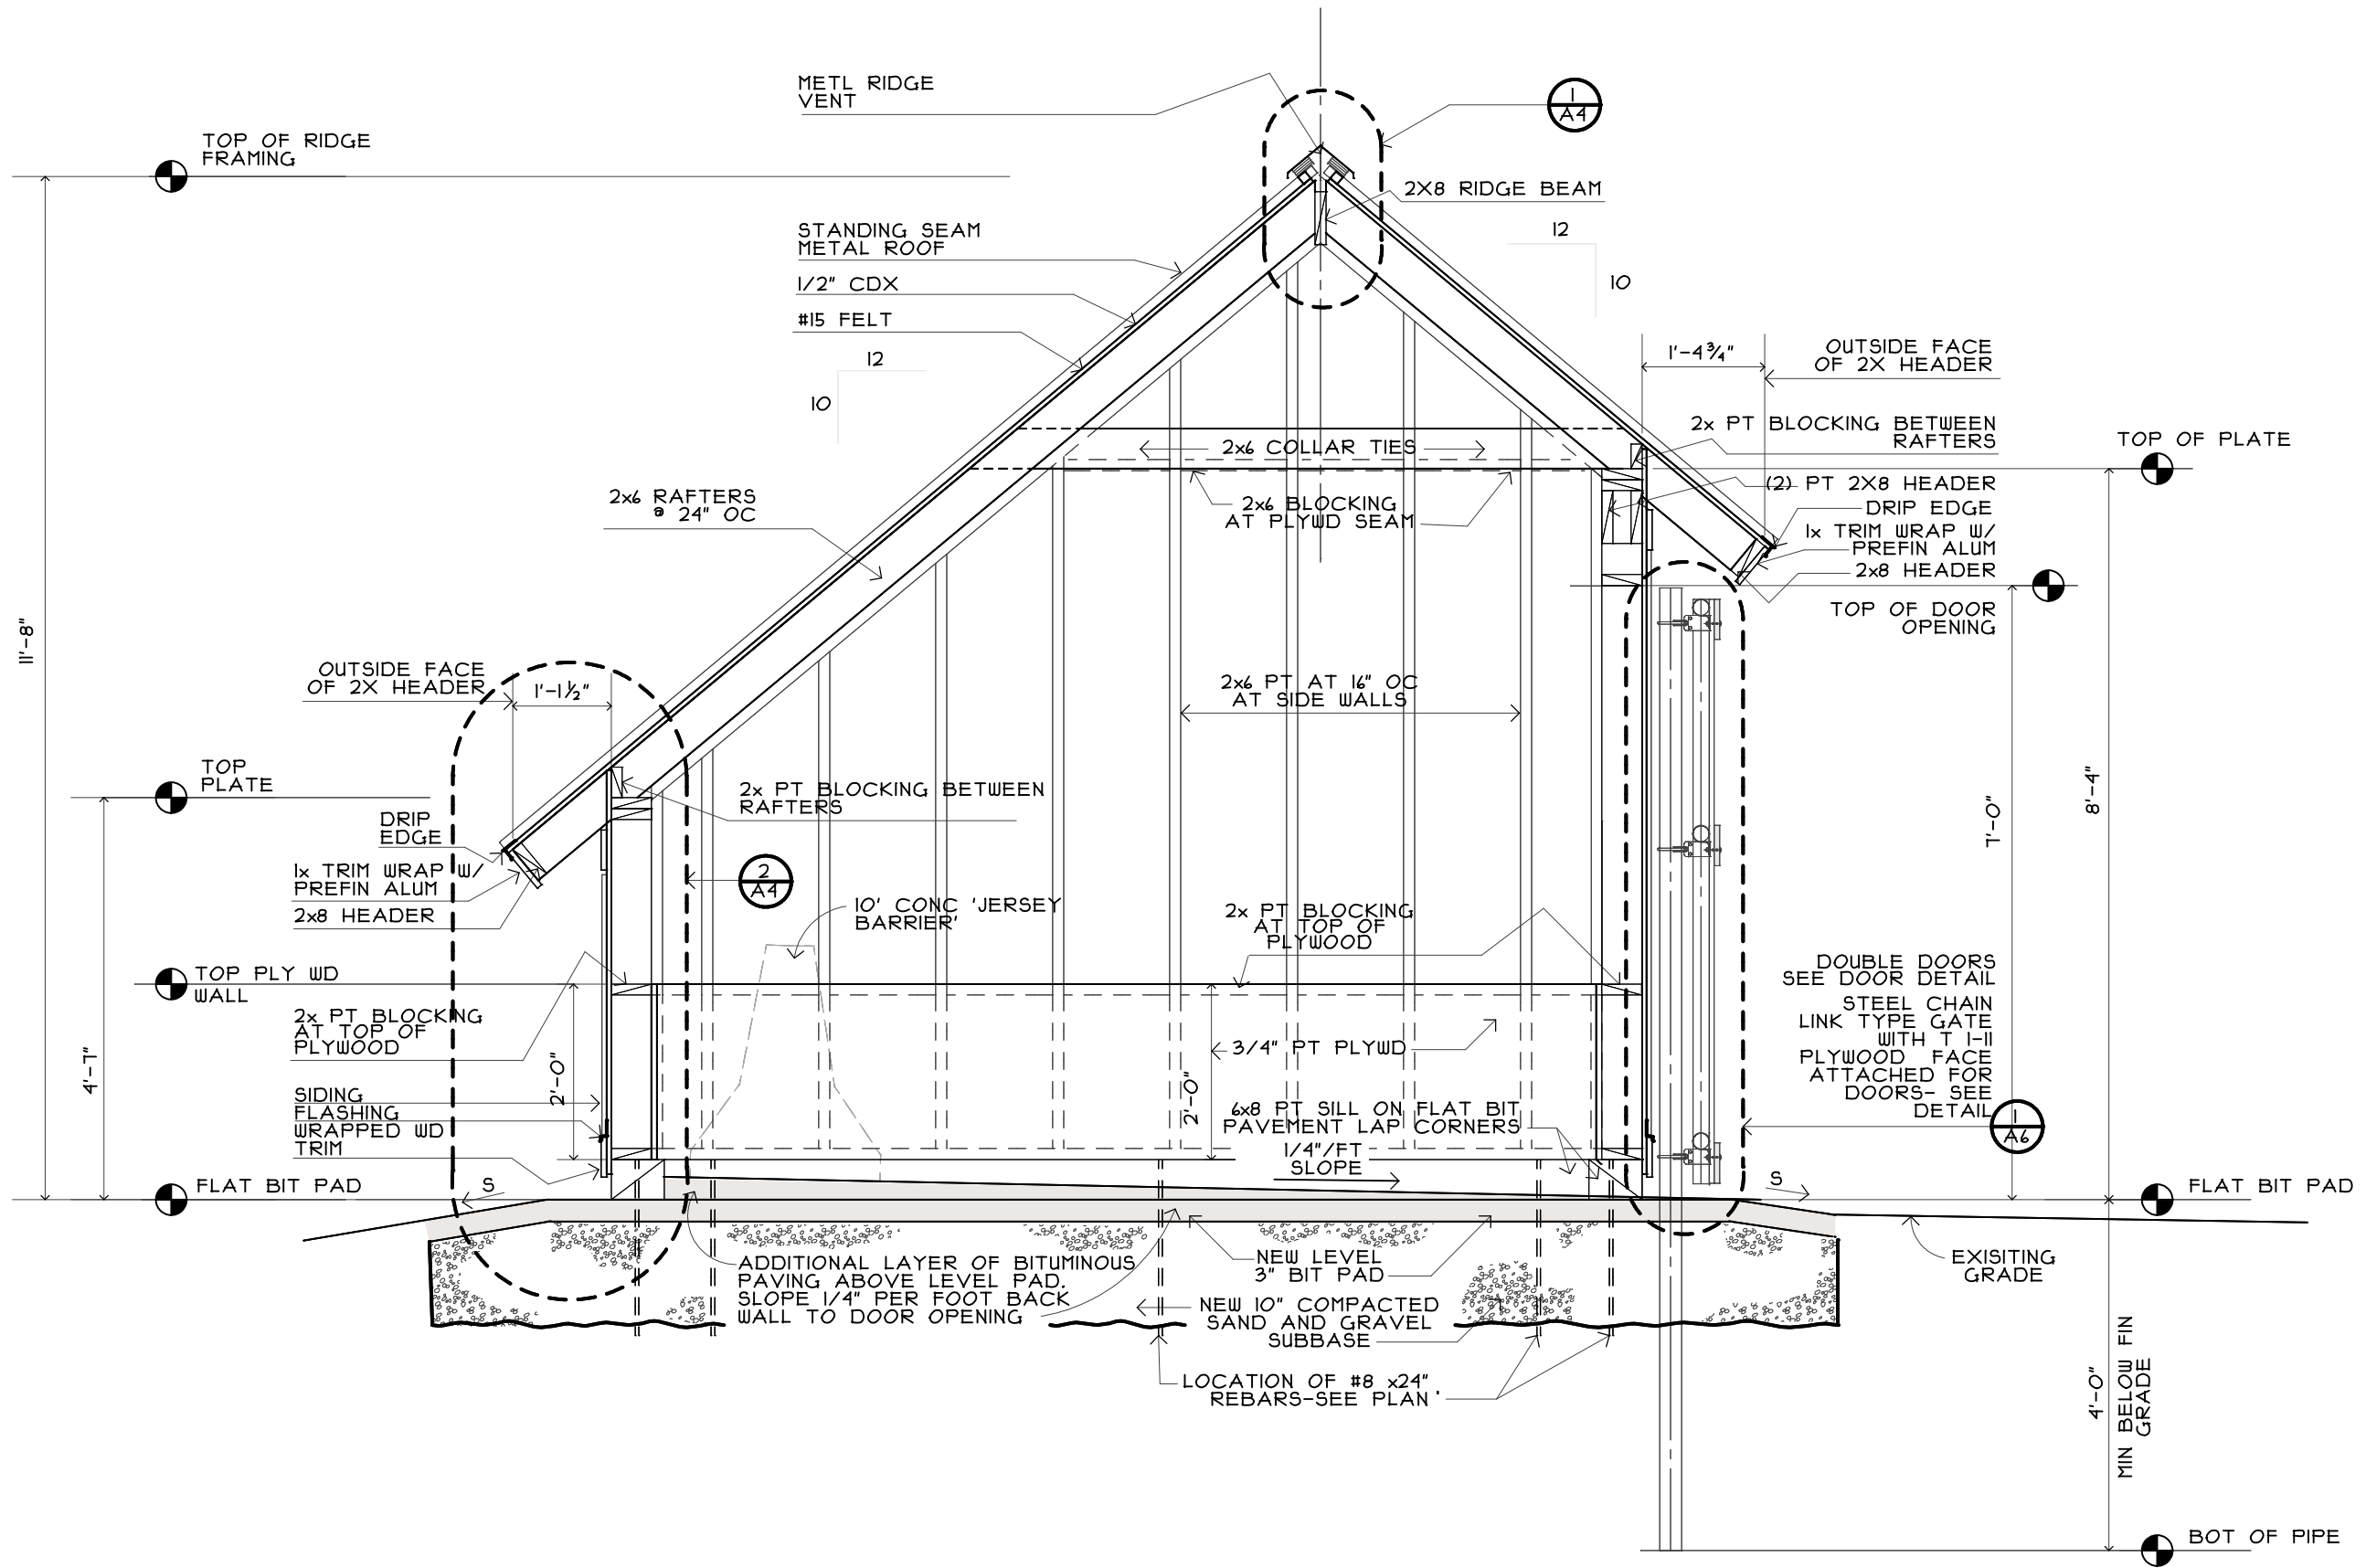 METL RIDGE
VENT
1
A4
TOP OF RIDGE
FRAMING
2X8 RIDGE BEAM
STANDING SEAM
METAL ROOF
12
10
1/2" CDX
#15 FELT
12
10
1'-4 3/4"
OUTSIDE FACE
OF 2X HEADER
2x PT BLOCKING BETWEEN
RAFTERS
TOP OF PLATE
2x6 COLLAR TIES
2x6 RAFTERS
@ 24" OC
2x6 BLOCKING
AT PLYWD SEAM
(2) PT 2X8 HEADER
DRIP EDGE
1x TRIM WRAP W/
PREFIN ALUM
2x8 HEADER
TOP OF DOOR
OPENING
11'-8"
OUTSIDE FACE
OF 2X HEADER
1'-1 1/2"
2x6 PT AT 16" OC
AT SIDE WALLS
TOP
PLATE
2x PT BLOCKING BETWEEN
RAFTERS
8'-4"
7'-0"
DRIP
EDGE
1x TRIM WRAP W/
PREFIN ALUM
2x8 HEADER
2
A4
10' CONC 'JERSEY
BARRIER'
2x PT BLOCKING
AT TOP OF
PLYWOOD
TOP PLY WD
WALL
DOUBLE DOORS
SEE DOOR DETAIL
STEEL CHAIN
LINK TYPE GATE
WITH T 1-11
PLYWOOD FACE
ATTACHED FOR
DOORS- SEE
DETAIL
1
A6
2x PT BLOCKING
AT TOP OF
PLYWOOD
4'-7"
2'-0"
2'-0"
3/4" PT PLYWD
SIDING
FLASHING
WRAPPED WD
TRIM
6x8 PT SILL ON FLAT BIT
PAVEMENT LAP CORNERS
1/4"/FT
SLOPE
FLAT BIT PAD
S
S
FLAT BIT PAD
ADDITIONAL LAYER OF BITUMINOUS
PAVING ABOVE LEVEL PAD.
SLOPE 1/4" PER FOOT BACK
WALL TO DOOR OPENING
NEW LEVEL
3" BIT PAD
EXISITING
GRADE
NEW 10" COMPACTED
SAND AND GRAVEL
SUBBASE
LOCATION OF #8 x24"
REBARS-SEE PLAN '
4'-0"
MIN BELOW FIN
GRADE
BOT OF PIPE